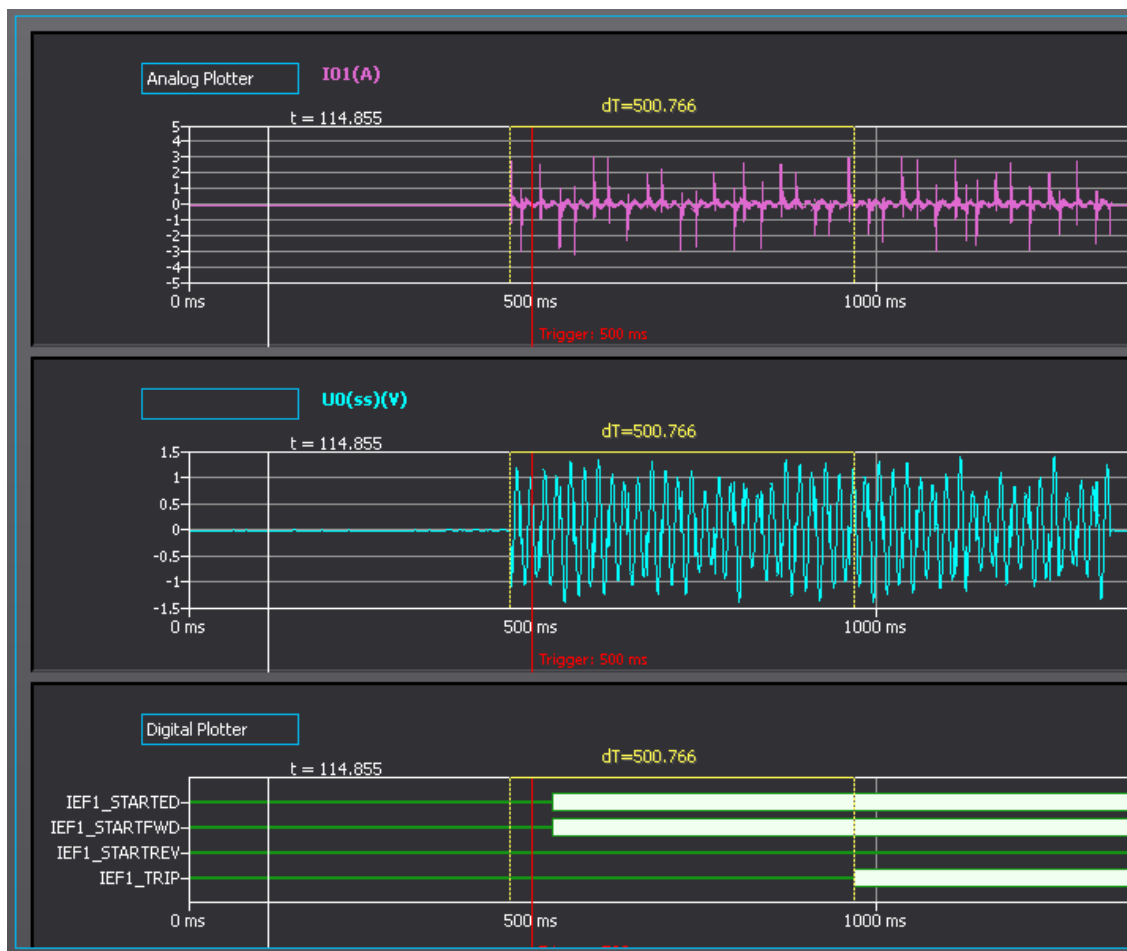 Analog Plotter I01(A)
dT=500.766
t = 114.855
5
4
3
2
1
0
-1
-2
-3
-4
-5
0 ms 500 ms 1000 ms
Trigger: 500 ms
U0(ss)(V)
dT=500.766
t = 114.855
1.5
1
0.5
0
-0.5
-1
-1.5
0 ms 500 ms 1000 ms
Trigger: 500 ms
Digital Plotter
dT=500.766
t = 114.855
IEF1_STARTED
IEF1_STARTFWD
IEF1_STARTREV
IEF1_TRIP
0 ms 500 ms 1000 ms